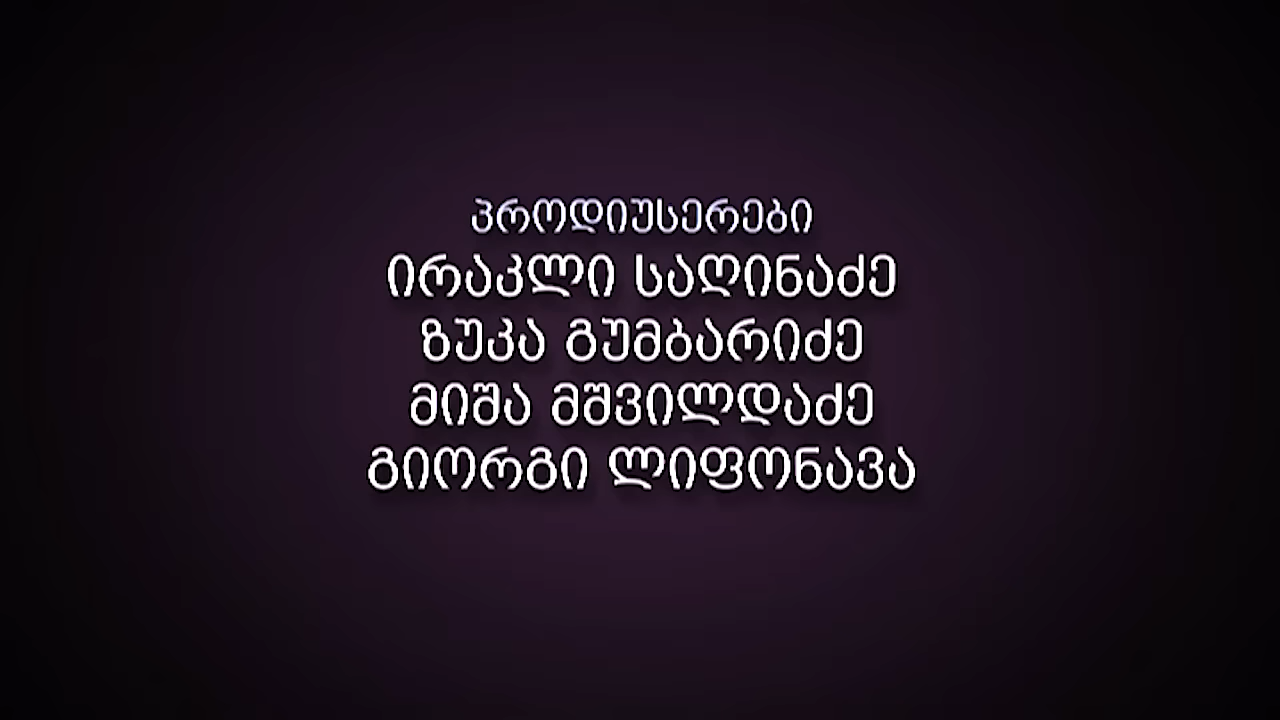 პროდიუსერები
ირაკლი საღინაძე
ზუკა გუმბარიძე
მიშა მშვილდაძე
გიორგი ლიფონავა